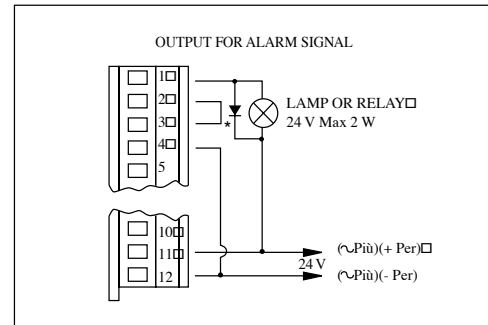 OUTPUT FOR ALARM SIGNAL
1□
2□
3□
4□
5
*
LAMP OR RELAY□
24 V Max 2 W
10□
11□
12
24 V
(∿Più)(+ Per)□
(∿Più)(- Per)